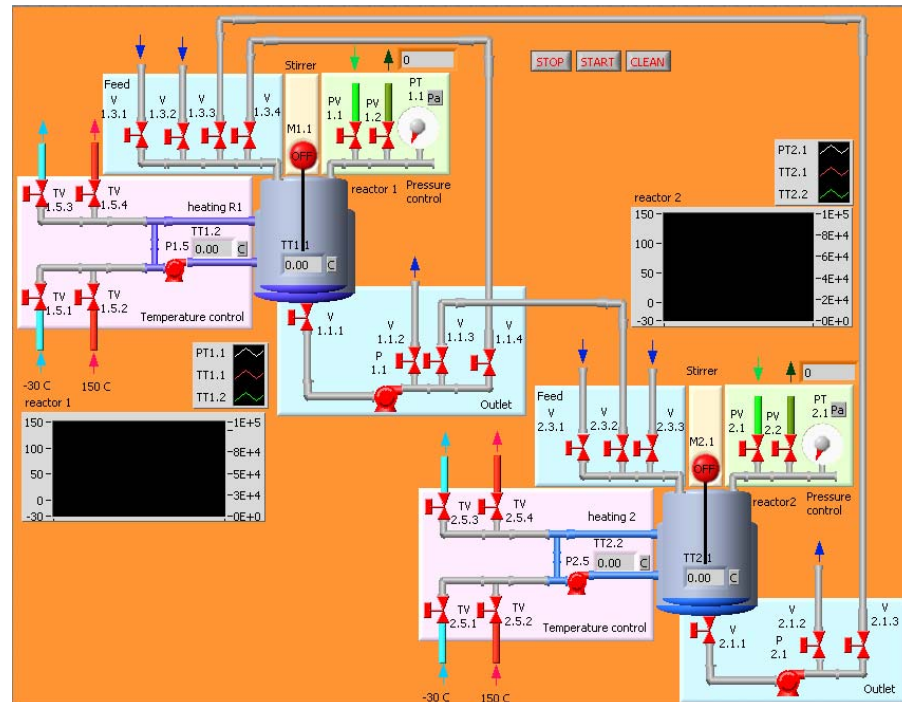 0
STOP START CLEAN
Stirrer
Feed
V 1.3.1
V 1.3.2
V 1.3.3
V 1.3.4
M1.1
OFF
PV 1.1
PV 1.2
PT 1.1 Pa
reactor 1
Pressure control
TV 1.5.3
TV 1.5.4
heating R1
TT1.2
P1.5 0.00 C
TT1.1
0.00 C
TV 1.5.1
TV 1.5.2
Temperature control
-30 C 150 C
V 1.1.1
V 1.1.2
P 1.1
V 1.1.3
V 1.1.4
Outlet
PT1.1
TT1.1
TT1.2
reactor 1
150
100
50
0
-30
1E+5
8E+4
5E+4
3E+4
0E+0
PT2.1
TT2.1
TT2.2
reactor 2
150
100
50
0
-30
1E+5
8E+4
6E+4
4E+4
2E+4
0E+0
Stirrer
0
Feed
V 2.3.1
V 2.3.2
V 2.3.3
M2.1
OFF
PV 2.1
PV 2.2
PT 2.1 Pa
reactor2
Pressure control
TV 2.5.3
TV 2.5.4
heating 2
TT2.2
P2.5 0.00 C
TT2.1
0.00 C
TV 2.5.1
TV 2.5.2
Temperature control
-30 C 150 C
V 2.1.1
V 2.1.2
P 2.1
V 2.1.3
Outlet